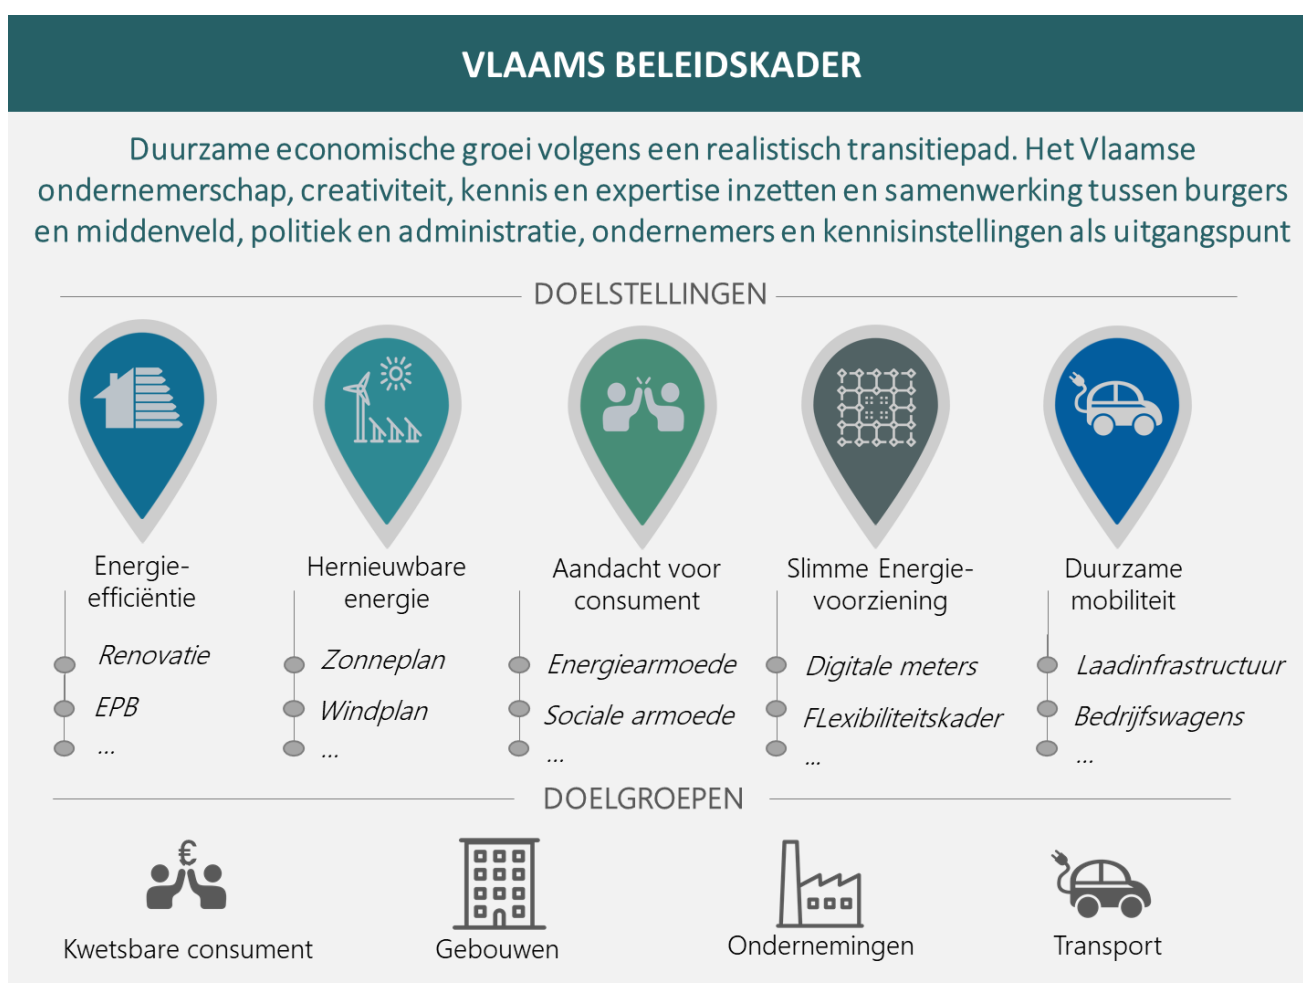 VLAAMS BELEIDSKADER
Duurzame economische groei volgens een realistisch transitiepad. Het Vlaamse
ondernemerschap, creativiteit, kennis en expertise inzetten en samenwerking tussen burgers
en middenveld, politiek en administratie, ondernemers en kennisinstellingen als uitgangspunt
DOELSTELLINGEN
Energie-
efficiëntie
Renovatie
EPB
...
Hernieuwbare
energie
Zonneplan
Windplan
...
Aandacht voor
consument
Energiearmoede
Sociale armoede
...
Slimme Energie-
voorziening
Digitale meters
FLexibiliteitskader
...
Duurzame
mobiliteit
Laadinfrastructuur
Bedrijfswagens
...
DOELGROEPEN
€
Kwetsbare consument
Gebouwen
Ondernemingen
Transport